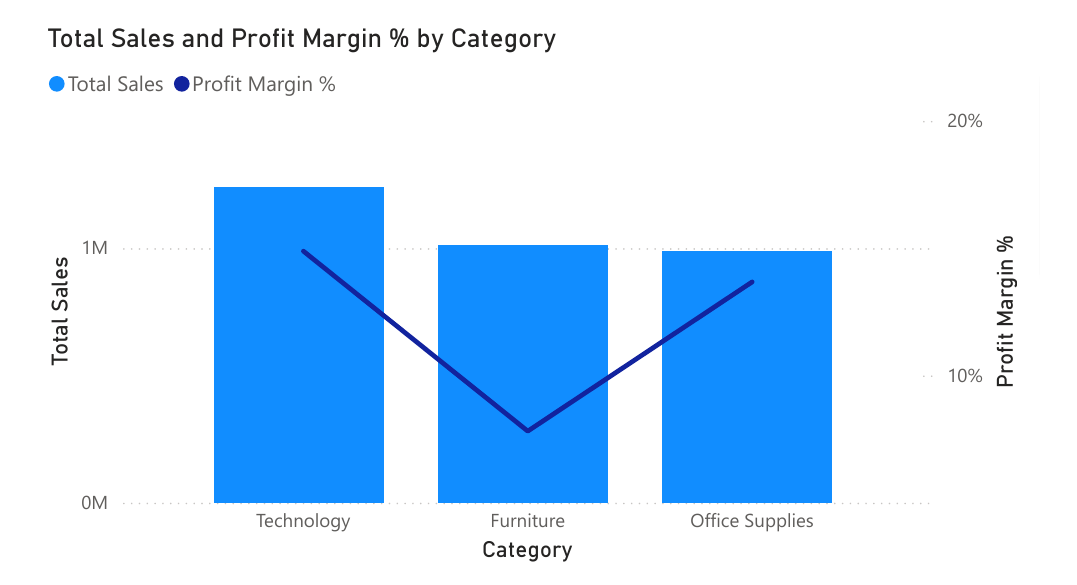 Total Sales and Profit Margin % by Category
Total Sales Profit Margin %
20%
1M
10%
0M
Total Sales
Profit Margin %
Technology Furniture Office Supplies
Category